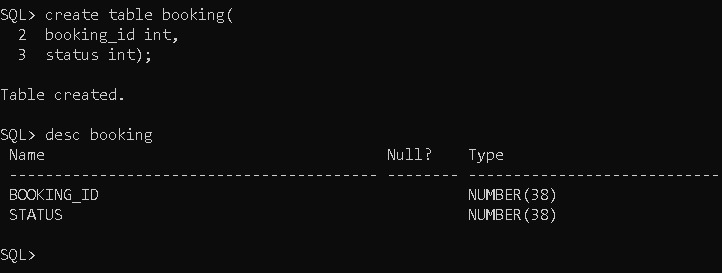 SQL> create table booking(
  2  booking_id int,
  3  status int);
Table created.
SQL> desc booking
 Name                                      Null?    Type
 ----------------------------------------- -------- ----------------------------
 BOOKING_ID                                         NUMBER(38)
 STATUS                                             NUMBER(38)
SQL>